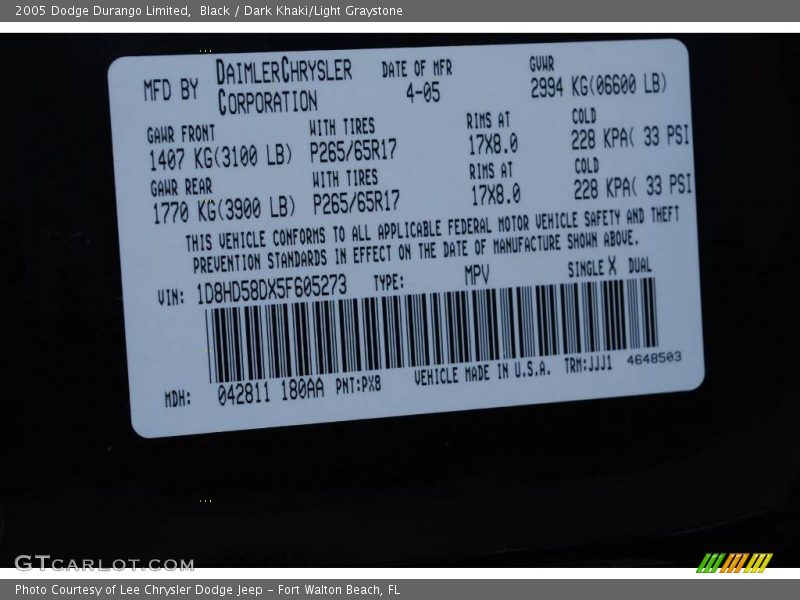 2005 Dodge Durango Limited,  Black / Dark Khaki/Light Graystone
MFD BY DAIMLERCHRYSLER CORPORATION
DATE OF MFR 4-05
GVWR 2994 KG(06600 LB)
GAWR FRONT WITH TIRES RIMS AT COLD
1407 KG(3100 LB) P265/65R17 17X8.0 228 KPA( 33 PSI
GAWR REAR WITH TIRES RIMS AT COLD
1770 KG(3900 LB) P265/65R17 17X8.0 228 KPA( 33 PSI
THIS VEHICLE CONFORMS TO ALL APPLICABLE FEDERAL MOTOR VEHICLE SAFETY AND THEFT
PREVENTION STANDARDS IN EFFECT ON THE DATE OF MANUFACTURE SHOWN ABOVE.
VIN: 1D8HD58DX5F605273 TYPE: MPV SINGLE X DUAL
MDH: 042811 180AA PNT:PX8 VEHICLE MADE IN U.S.A. TRM:JJJ1 4648503
GTCARLOT.COM
Photo Courtesy of Lee Chrysler Dodge Jeep – Fort Walton Beach, FL